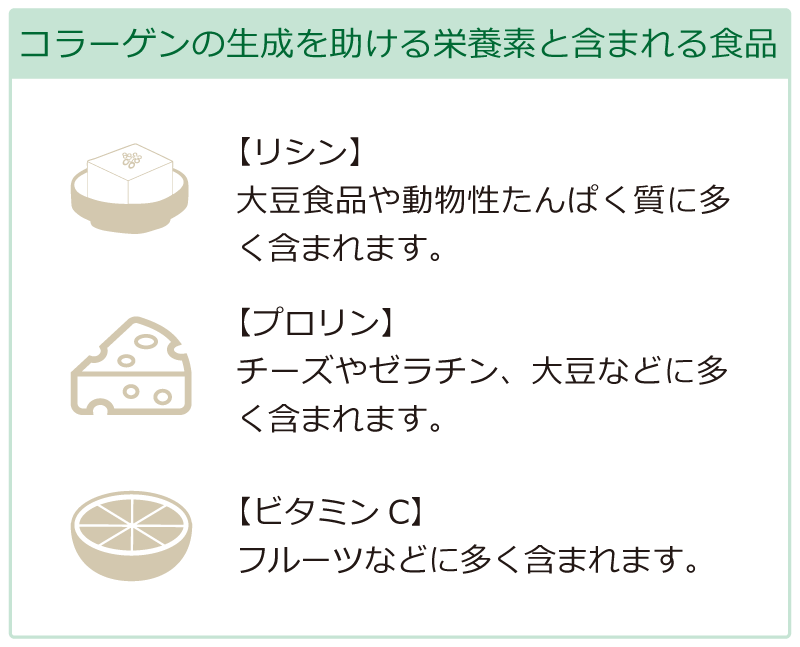 コラーゲンの生成を助ける栄養素と含まれる食品
【リシン】
大豆食品や動物性たんぱく質に多
く含まれます。
【プロリン】
チーズやゼラチン、大豆などに多
く含まれます。
【ビタミンC】
フルーツなどに多く含まれます。